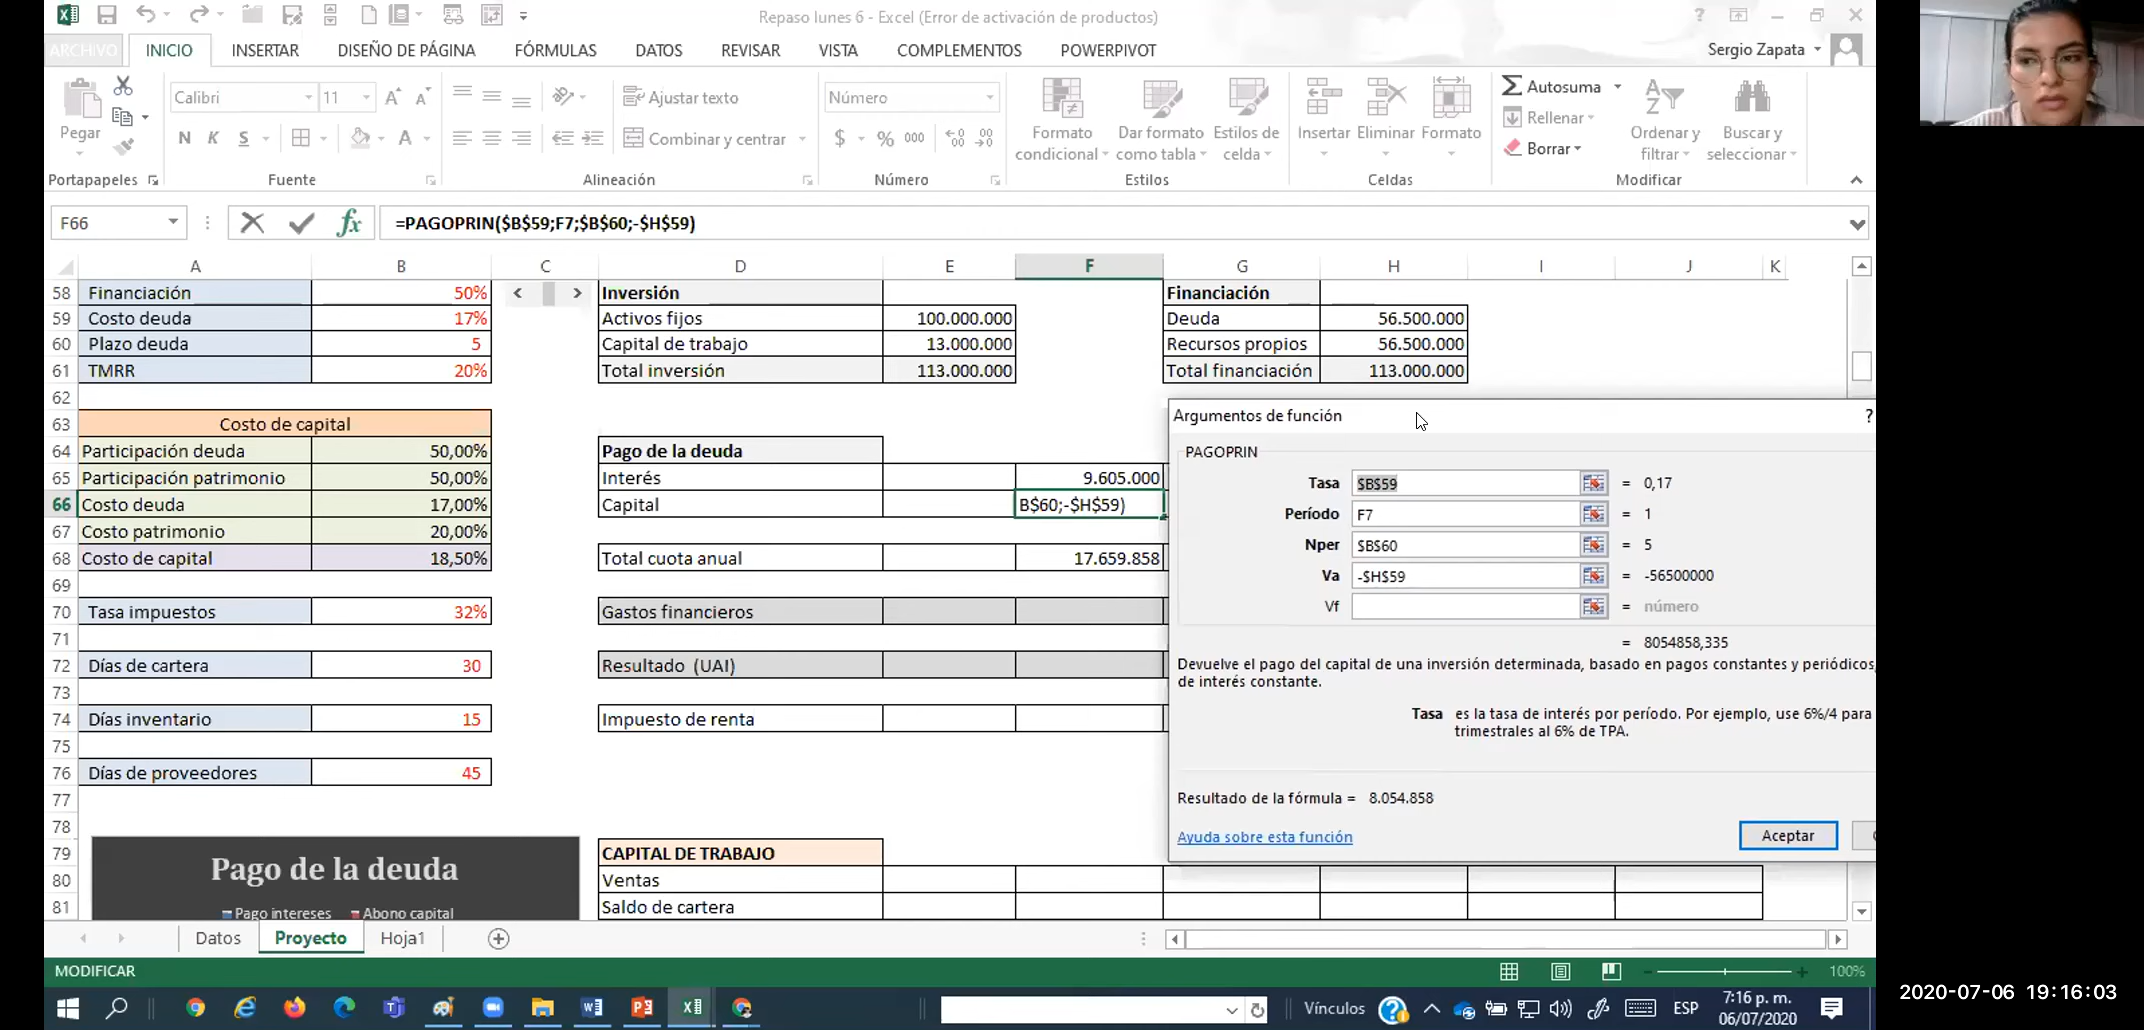 Repaso lunes 6 - Excel (Error de activación de productos)
ARCHIVO INICIO INSERTAR DISEÑO DE PÁGINA FÓRMULAS DATOS REVISAR VISTA COMPLEMENTOS POWERPIVOT Sergio Zapata
Pegar
Calibri 11
N K S
Ajustar texto
Combinar y centrar
Número
$ % 000
Formato condicional
Dar formato como tabla
Estilos de celda
Insertar Eliminar Formato
Autosuma
Rellenar
Borrar
Ordenar y filtrar
Buscar y seleccionar
Portapapeles Fuente Alineación Número Estilos Celdas Modificar
F66 fx =PAGOPRIN($B$59;F7;$B$60;-$H$59)
A B C D E F G H I J K
58 Financiación 50% Inversión Financiación
59 Costo deuda 17% Activos fijos 100.000.000 Deuda 56.500.000
60 Plazo deuda 5 Capital de trabajo 13.000.000 Recursos propios 56.500.000
61 TMRR 20% Total inversión 113.000.000 Total financiación 113.000.000
62
63 Costo de capital
64 Participación deuda 50,00% Pago de la deuda
65 Participación patrimonio 50,00% Interés 9.605.000
66 Costo deuda 17,00% Capital B$60;-$H$59)
67 Costo patrimonio 20,00%
68 Costo de capital 18,50% Total cuota anual 17.659.858
69
70 Tasa impuestos 32% Gastos financieros
71
72 Días de cartera 30 Resultado (UAI)
73
74 Días inventario 15 Impuesto de renta
75
76 Días de proveedores 45
77
78
79 CAPITAL DE TRABAJO
80 Ventas
81 Saldo de cartera
Pago de la deuda
Pago intereses Abono capital
Argumentos de función ?
PAGOPRIN
Tasa $B$59 = 0,17
Período F7 = 1
Nper $B$60 = 5
Va -$H$59 = -56500000
Vf = número
= 8054858,335
Devuelve el pago del capital de una inversión determinada, basado en pagos constantes y periódicos,
de interés constante.
Tasa es la tasa de interés por período. Por ejemplo, use 6%/4 para
trimestrales al 6% de TPA.
Resultado de la fórmula = 8.054.858
Ayuda sobre esta función
Aceptar
Datos Proyecto Hoja1
MODIFICAR 100%
Vínculos ESP 7:16 p. m.
06/07/2020
2020-07-06 19:16:03